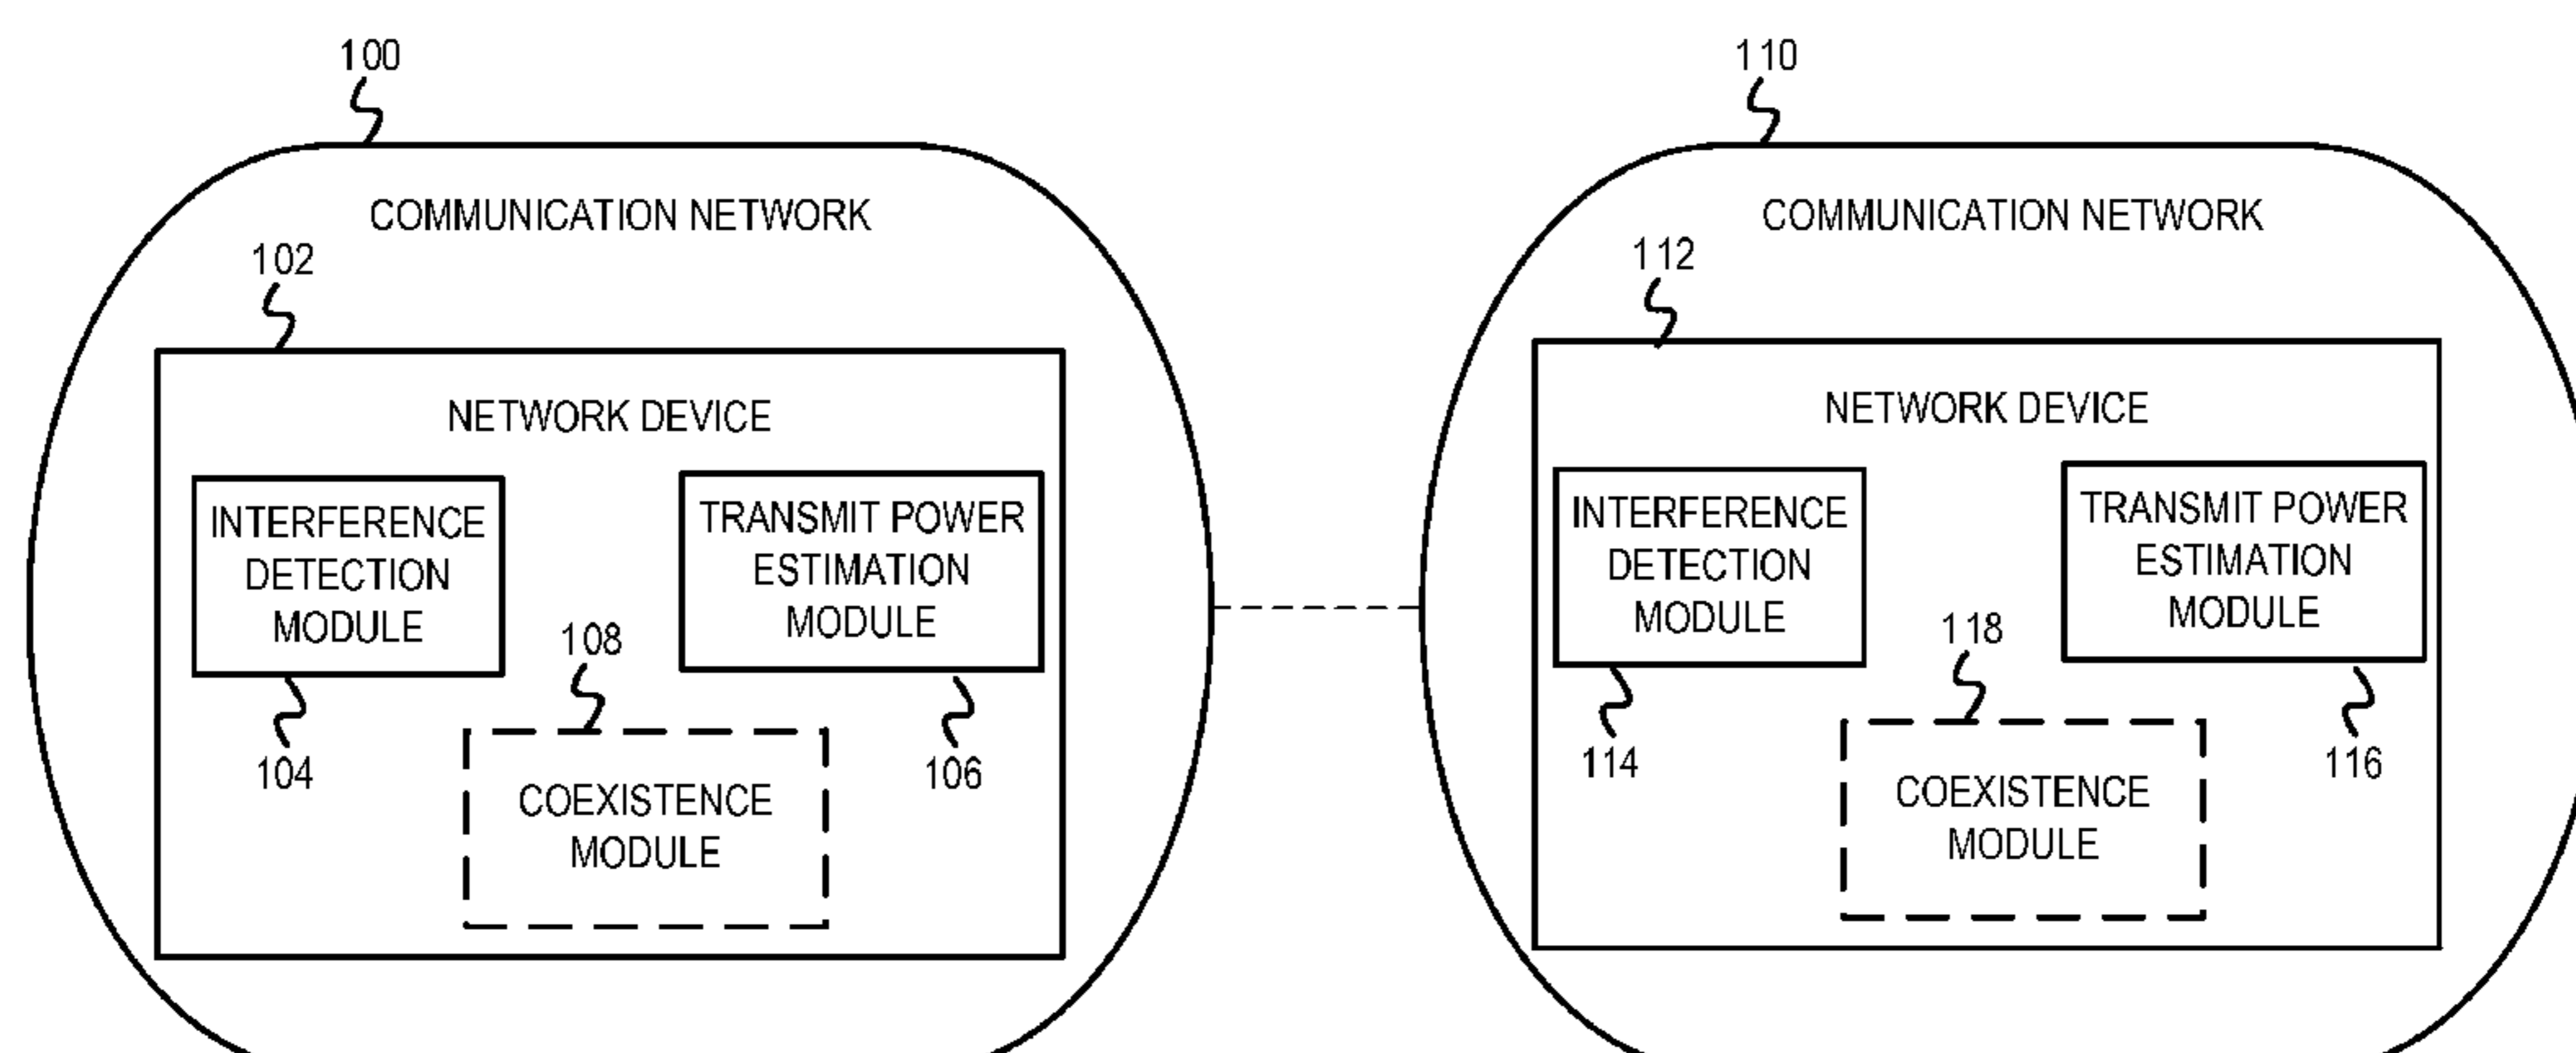 100
COMMUNICATION NETWORK
102
NETWORK DEVICE
INTERFERENCE
DETECTION
MODULE
104
TRANSMIT POWER
ESTIMATION
MODULE
106
108
COEXISTENCE
MODULE
110
COMMUNICATION NETWORK
112
NETWORK DEVICE
INTERFERENCE
DETECTION
MODULE
114
TRANSMIT POWER
ESTIMATION
MODULE
116
118
COEXISTENCE
MODULE